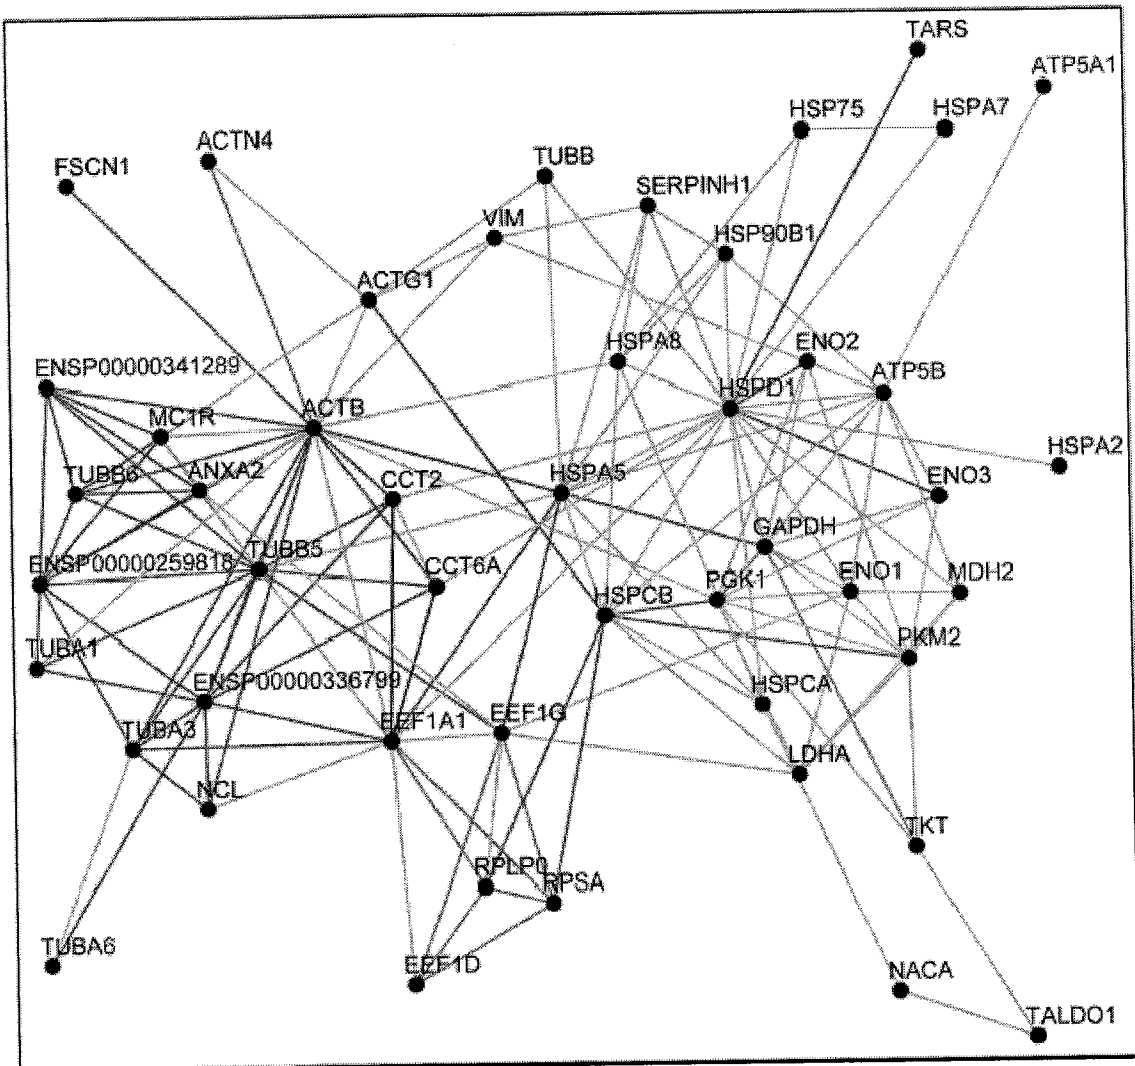 TARS
ATP5A1
HSP75
HSPA7
ACTN4
FSCN1
TUBB
SERPINH1
VIM
HSP90B1
ACTG1
HSPA8
ENO2
ENSP00000341289
ATP5B
HSPD1
MC1R
ACTB
HSPA2
TUBB6
ANXA2
CCT2
HSPA5
ENO3
GAPDH
ENSP00000259818
TUBB5
CCT6A
PGK1
ENO1
MDH2
HSPCB
TUBA1
PKM2
ENSP00000336799
HSPCA
TUBA3
EEF1A1
EEF1G
LDHA
NCL
TKT
RPLP0
RPSA
TUBA6
EEF1D
NACA
TALDO1